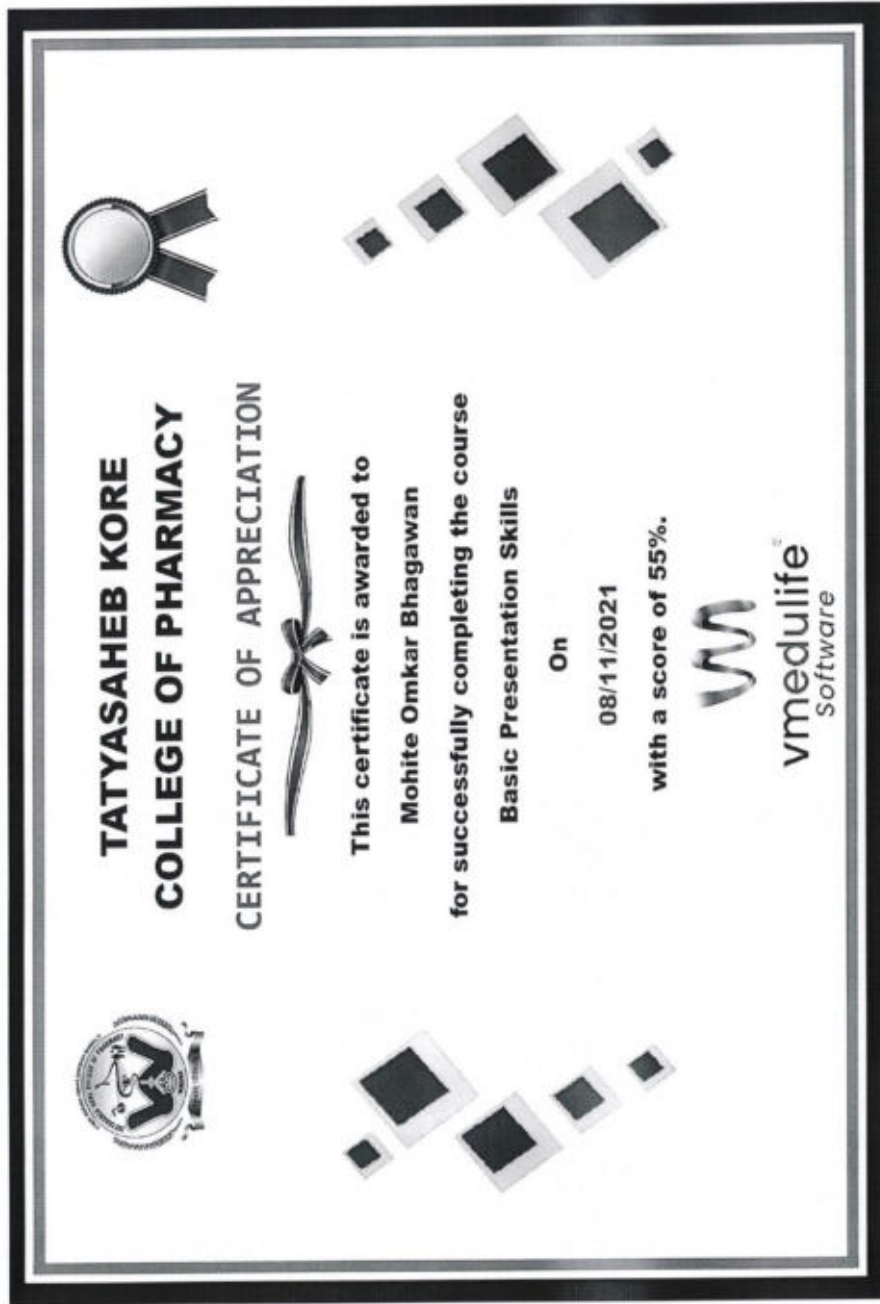 TATYASAHEB KORE
COLLEGE OF PHARMACY
CERTIFICATE OF APPRECIATION
This certificate is awarded to
Mohite Omkar Bhagawan
for successfully completing the course
Basic Presentation Skills
On
08/11/2021
with a score of 55%.
vmedulife
Software